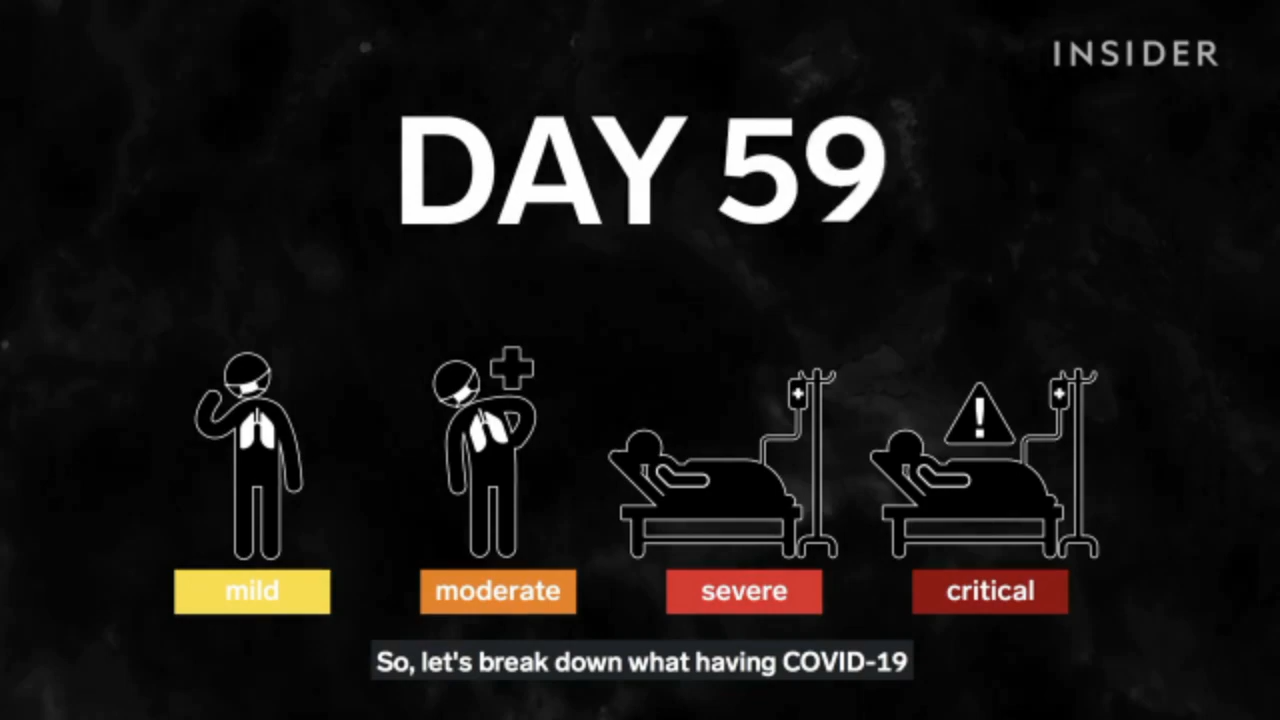 INSIDER
DAY 59
!
mild
moderate
severe
critical
So, let's break down what having COVID-19